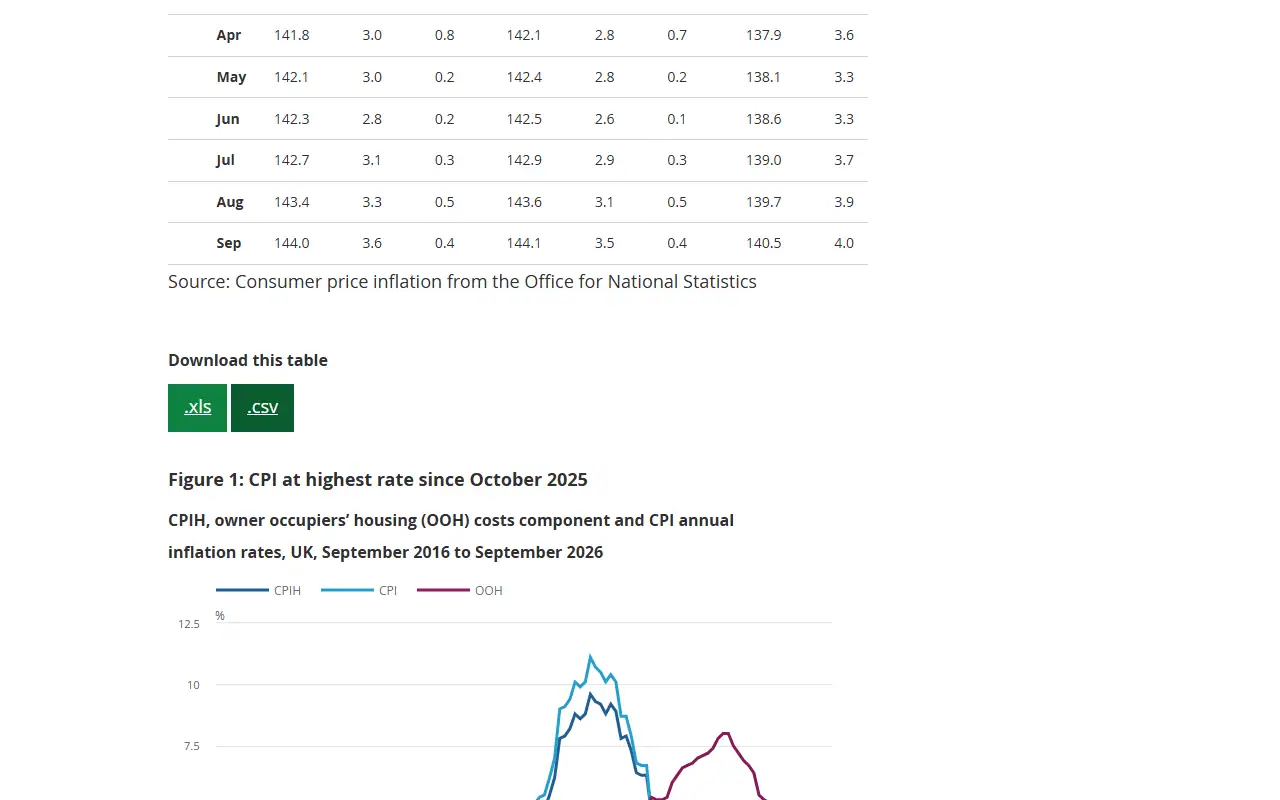 Apr 141.8 3.0 0.8 142.1 2.8 0.7 137.9 3.6
May 142.1 3.0 0.2 142.4 2.8 0.2 138.1 3.3
Jun 142.3 2.8 0.2 142.5 2.6 0.1 138.6 3.3
Jul 142.7 3.1 0.3 142.9 2.9 0.3 139.0 3.7
Aug 143.4 3.3 0.5 143.6 3.1 0.5 139.7 3.9
Sep 144.0 3.6 0.4 144.1 3.5 0.4 140.5 4.0
Source: Consumer price inflation from the Office for National Statistics
Download this table
.xls .csv
Figure 1: CPI at highest rate since October 2025
CPIH, owner occupiers’ housing (OOH) costs component and CPI annual
inflation rates, UK, September 2016 to September 2026
CPIH CPI OOH
%
12.5
10
7.5